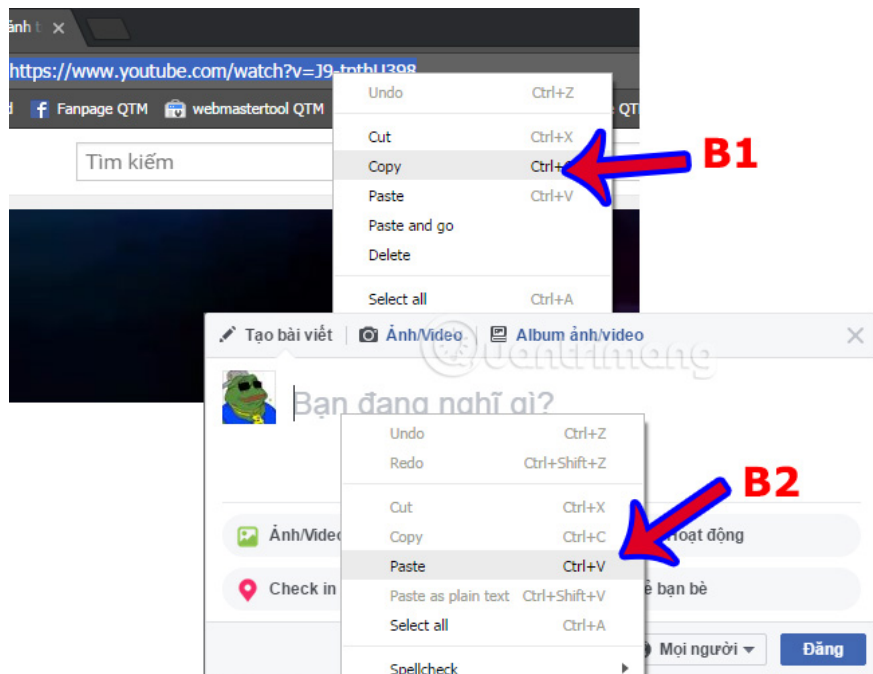 ảnh t
https://www.youtube.com/watch?v=J9-
Fanpage QTM
webmastertool QTM
Tìm kiếm
Undo Ctrl+Z
Cut Ctrl+X
Copy
Paste Ctrl+V
Paste and go
Delete
Select all Ctrl+A
B1
Tạo bài viết
Ảnh/Video
Album ảnh/video
Quantrimang
Bạn đang nghĩ gì?
Undo Ctrl+Z
Redo Ctrl+Shift+Z
Cut Ctrl+X
Copy Ctrl+C
Paste Ctrl+V
Paste as plain text Ctrl+Shift+V
Select all Ctrl+A
Spellcheck
B2
Ảnh/Video
hoạt động
Check in
bạn bè
Mọi người
Đăng